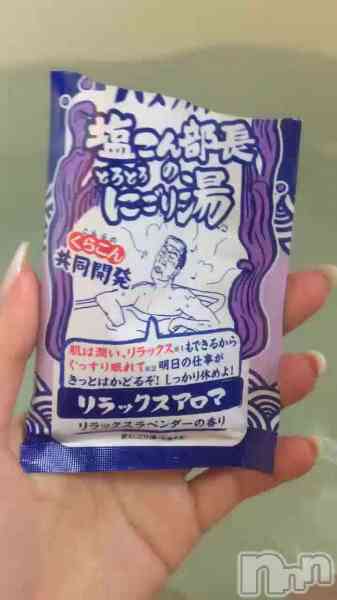 塩こん部長の
とろとろ
にごり湯
くらこん
共同開発
肌は潤い、リラックスもできるから
ぐっすり眠れて 明日の仕事が
きっとはかどるぞ！しっかり休めよ！
リラックスアロマ
リラックスラベンダーの香り